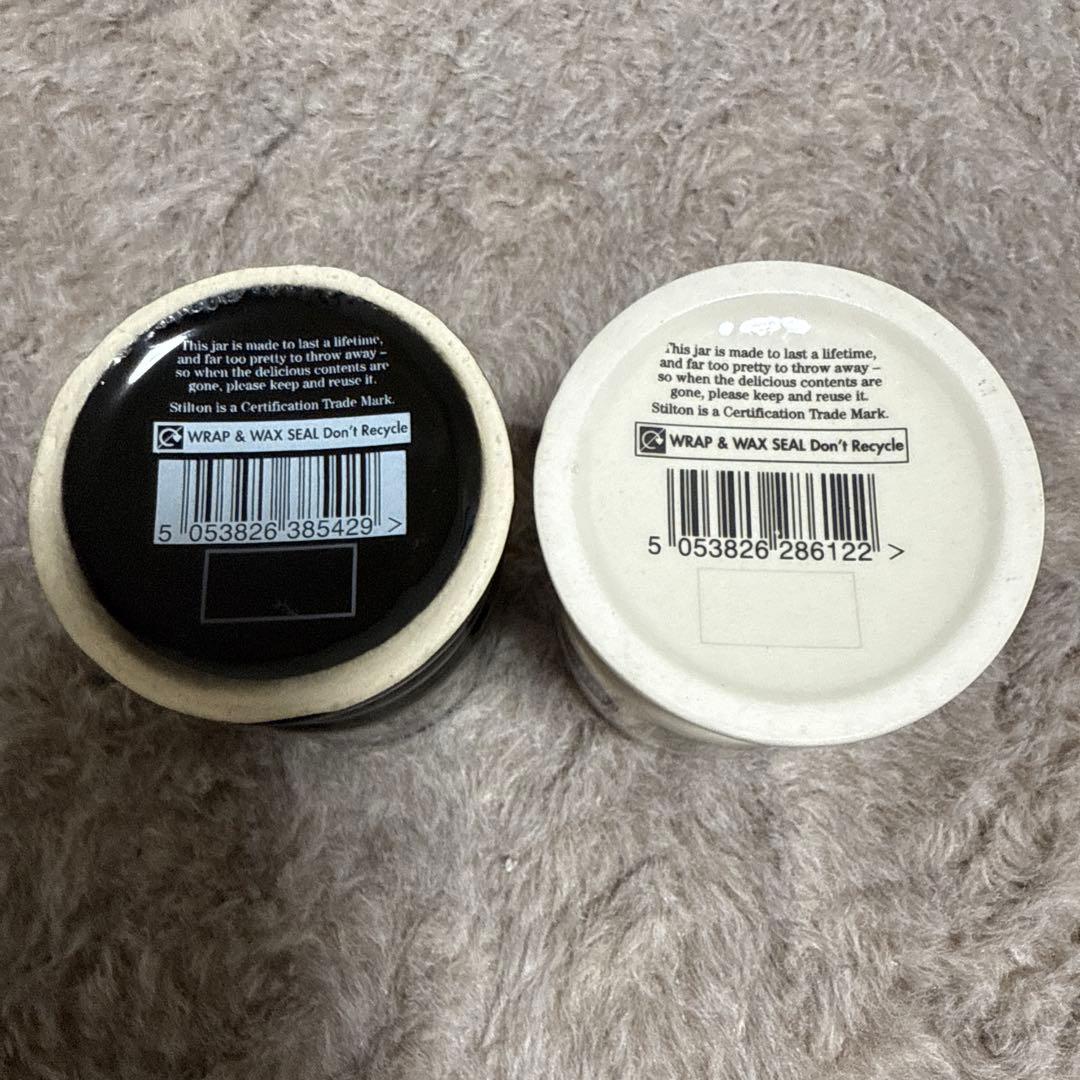 This jar is made to last a lifetime,
and far too pretty to throw away –
so when the delicious contents are
gone, please keep and reuse it.
Stilton is a Certification Trade Mark.
WRAP & WAX SEAL Don't Recycle
5 053826 385429 >
This jar is made to last a lifetime,
and far too pretty to throw away –
so when the delicious contents are
gone, please keep and reuse it.
Stilton is a Certification Trade Mark.
WRAP & WAX SEAL Don't Recycle
5 053826 286122 >